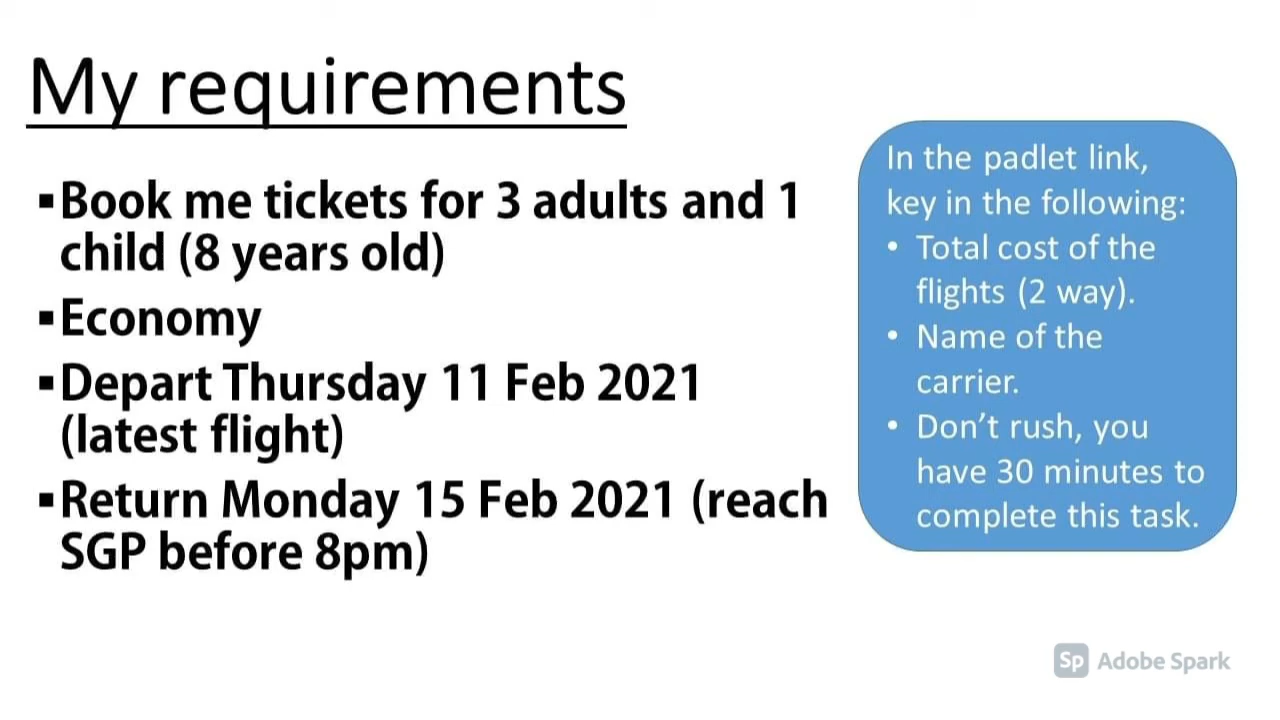 My requirements
▪Book me tickets for 3 adults and 1
child (8 years old)
▪Economy
▪Depart Thursday 11 Feb 2021
(latest flight)
▪Return Monday 15 Feb 2021 (reach
SGP before 8pm)
In the padlet link,
key in the following:
• Total cost of the
flights (2 way).
• Name of the
carrier.
• Don’t rush, you
have 30 minutes to
complete this task.
Sp Adobe Spark